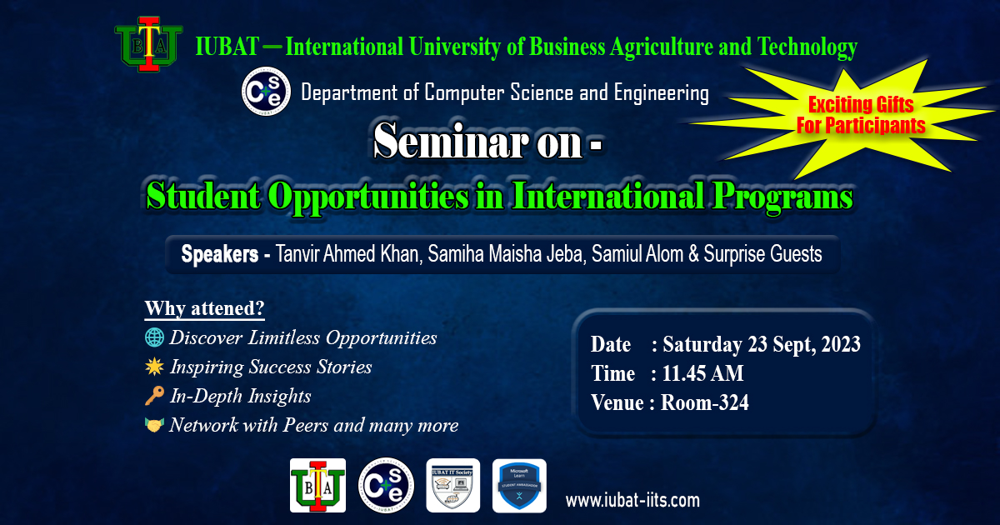 IUBAT — International University of Business Agriculture and Technology
CSE
Department of Computer Science and Engineering
Exciting Gifts
For Participants
Seminar on -
Student Opportunities in International Programs
Speakers - Tanvir Ahmed Khan, Samiha Maisha Jeba, Samiul Alom & Surprise Guests
Why attened?
Discover Limitless Opportunities
Inspiring Success Stories
In-Depth Insights
Network with Peers and many more
Date : Saturday 23 Sept, 2023
Time : 11.45 AM
Venue : Room-324
IUBAT
CSE
IUBAT IT Society
Microsoft
Learn
STUDENT AMBASSADOR
www.iubat-iits.com